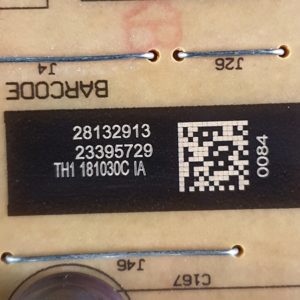 J4
J26
BARCODE
28132913
23395729
TH1 181030C IA
0084
J46
C167